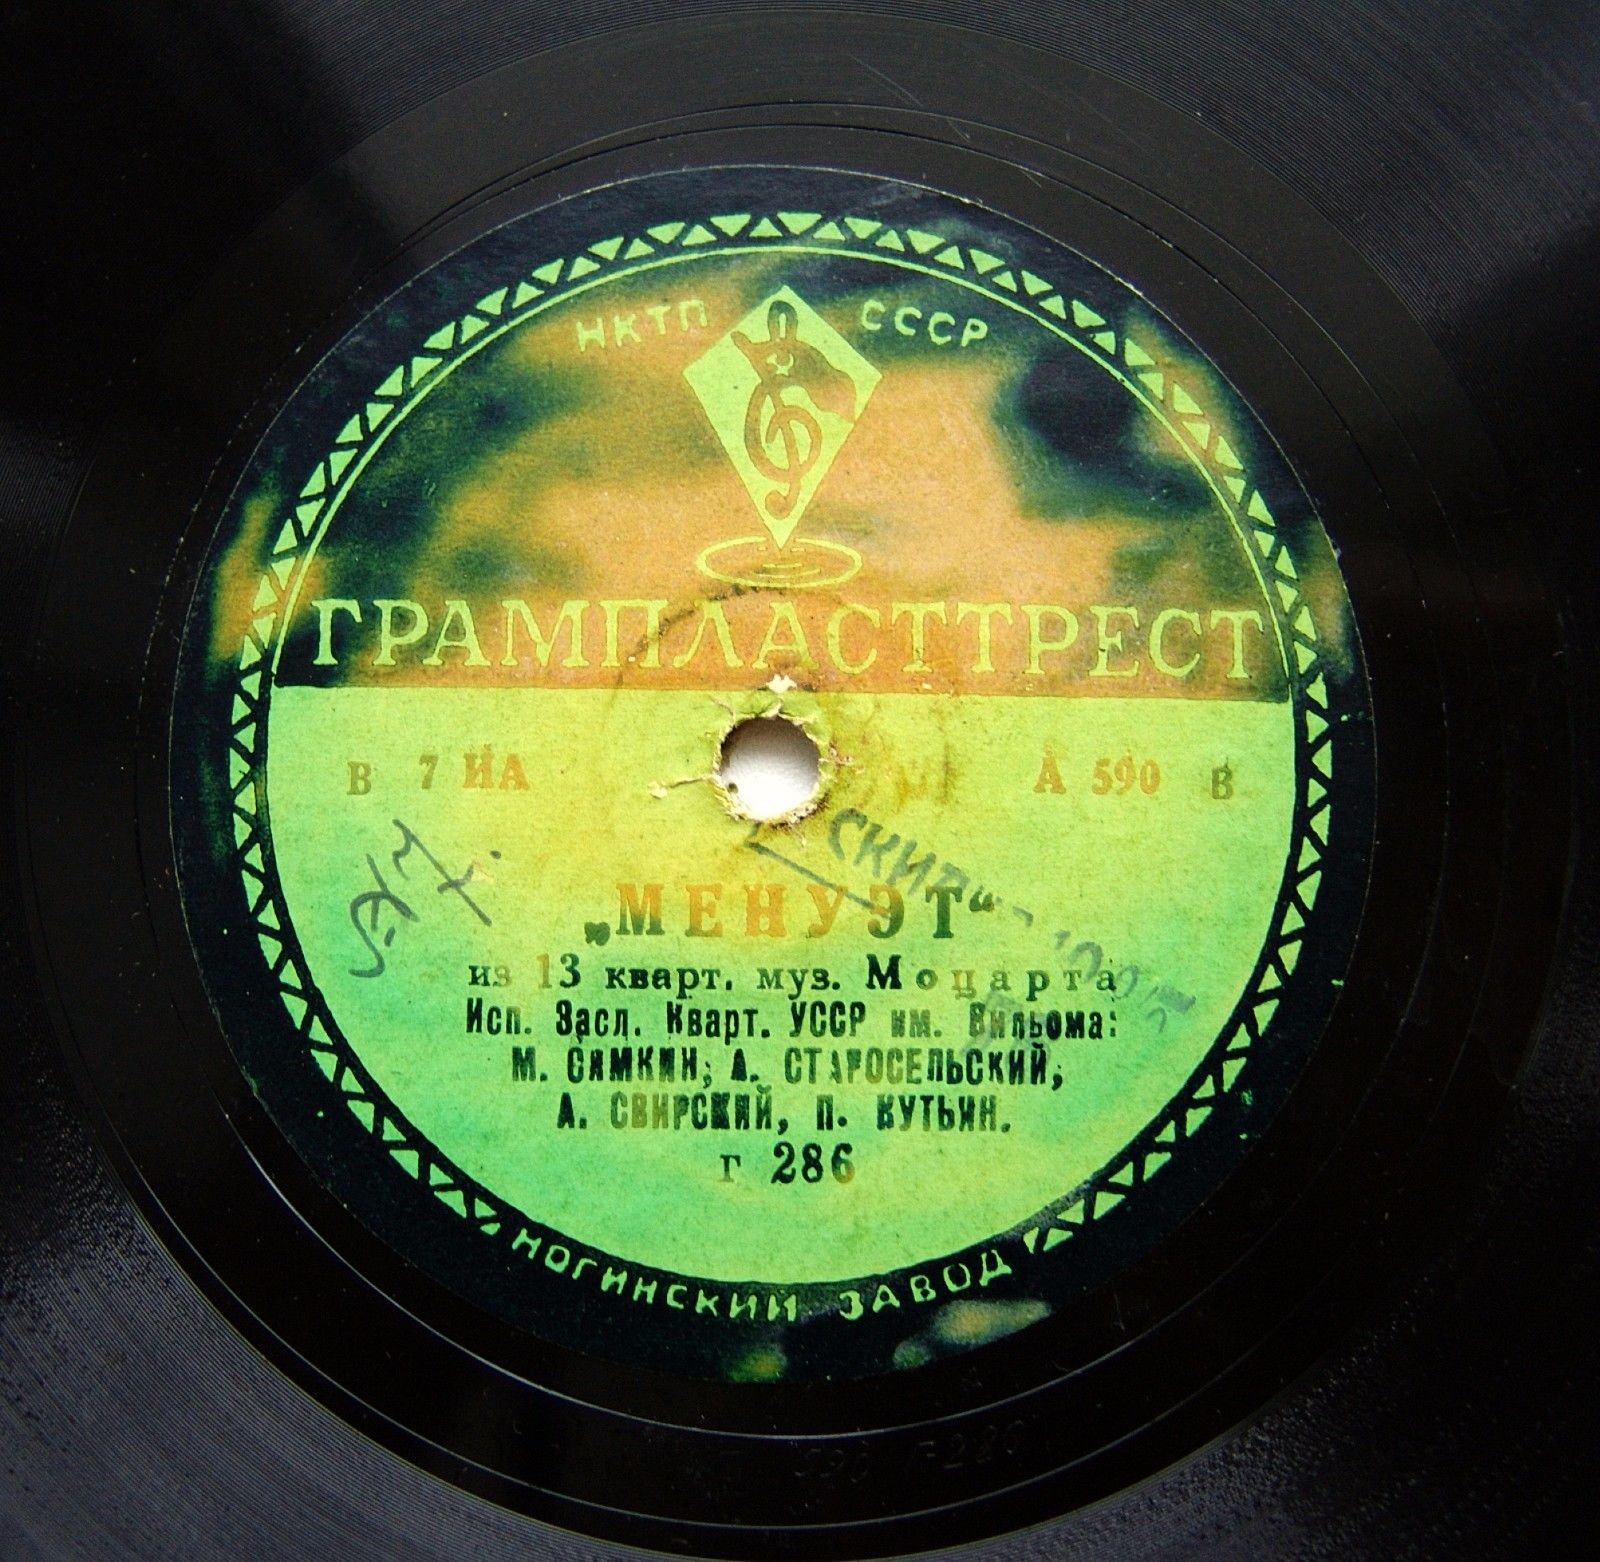 НКТП СССР
ГРАМПЛАСТТРЕСТ
В 7 ИА А 590 В
„МЕНУЭТ“
из 13 кварт. муз. Моцарта
Исп. Засл. Кварт. УССР им. Вильома:
М. СИМКИН; А. СТАРОСЕЛЬСКИЙ,
А. СВИРСКИЙ, П. КУТЬИН.
г 286
НОГИНСКИЙ ЗАВОД